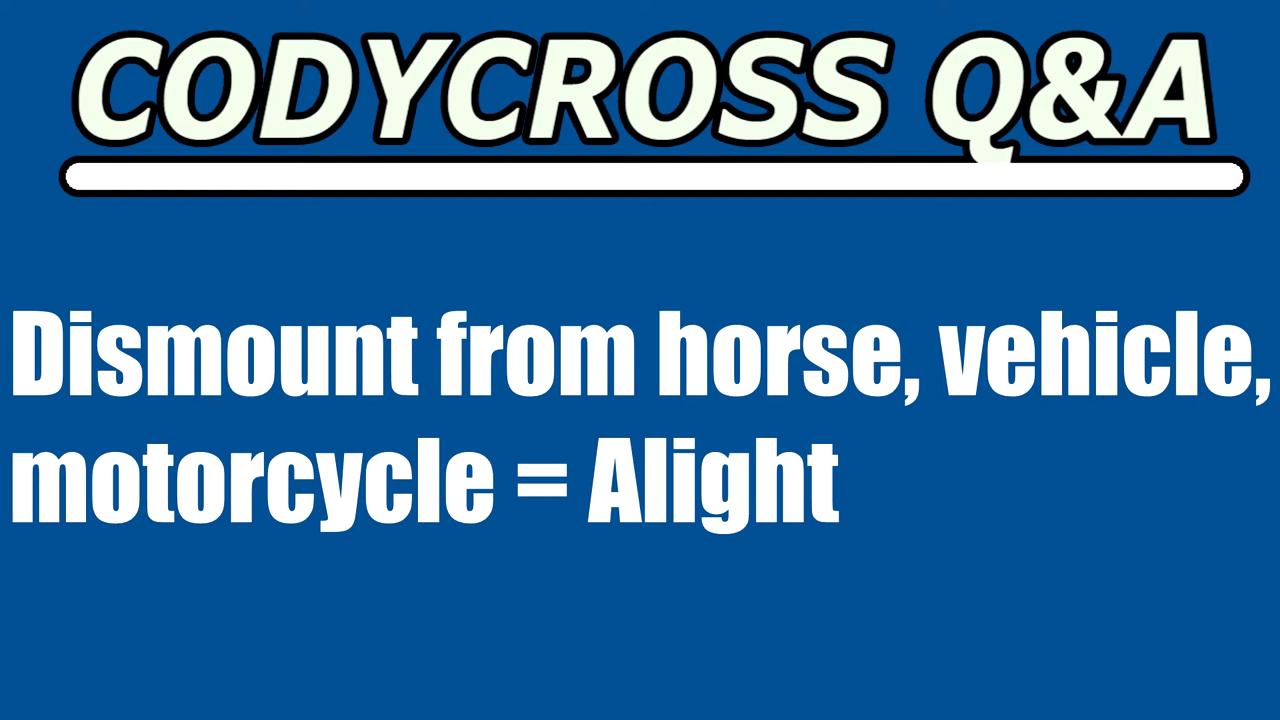 CODYCROSS Q&A
Dismount from horse, vehicle,
motorcycle = Alight